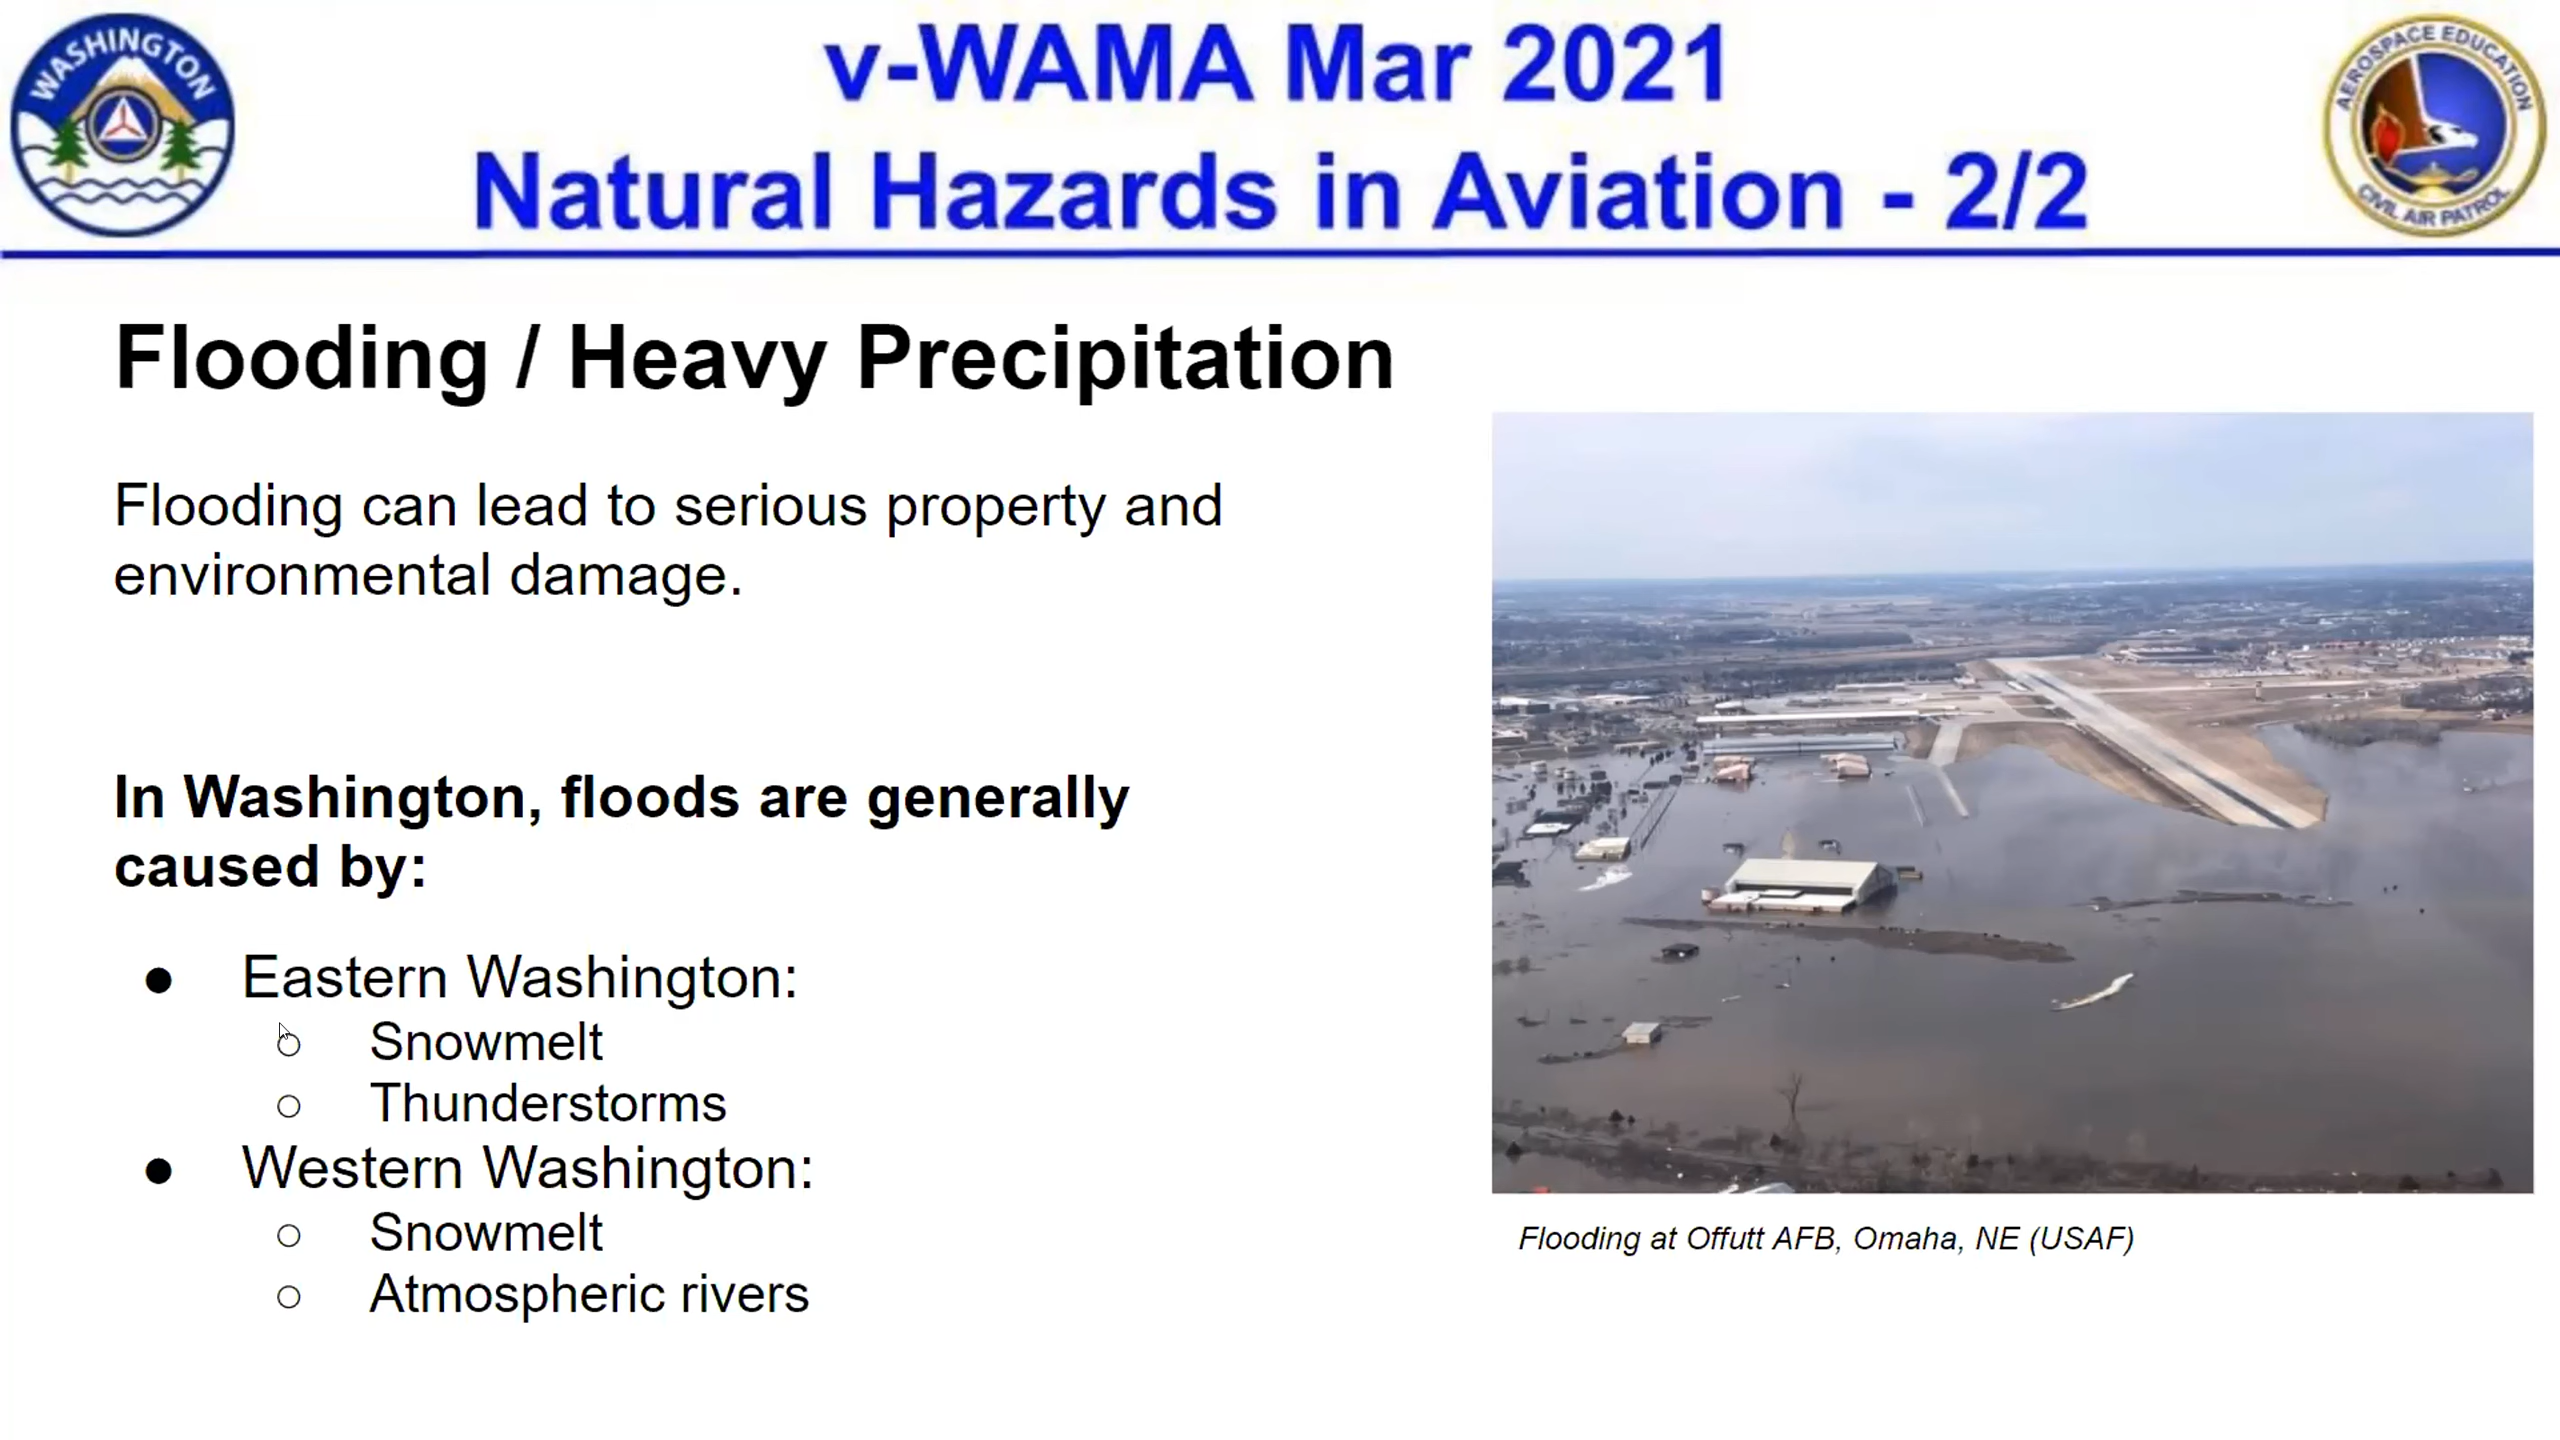 WASHINGTON
v-WAMA Mar 2021
Natural Hazards in Aviation - 2/2
AEROSPACE EDUCATION
CIVIL AIR PATROL
Flooding / Heavy Precipitation
Flooding can lead to serious property and
environmental damage.
In Washington, floods are generally
caused by:
● Eastern Washington:
○ Snowmelt
○ Thunderstorms
● Western Washington:
○ Snowmelt
○ Atmospheric rivers
Flooding at Offutt AFB, Omaha, NE (USAF)